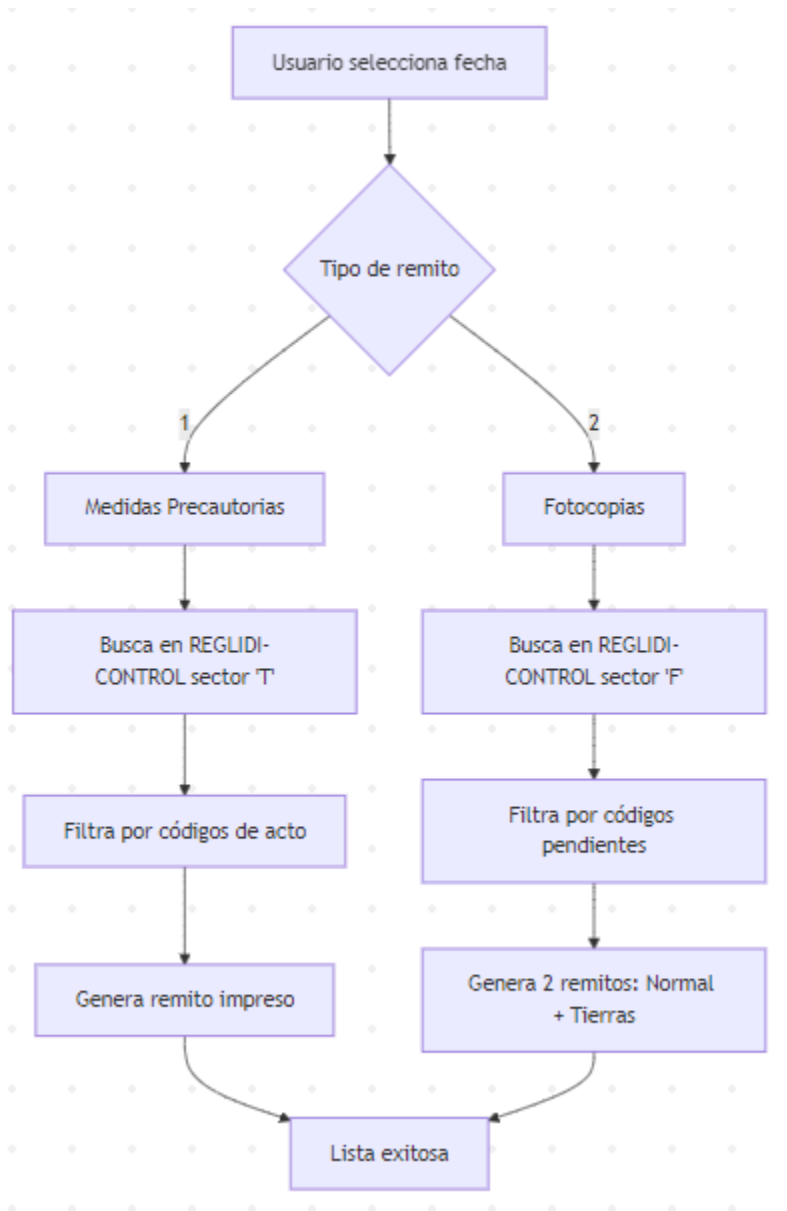 Usuario selecciona fecha
Tipo de remito
1
2
Medidas Precautorias
Fotocopias
Busca en REGLIDI-
CONTROL sector 'T'
Busca en REGLIDI-
CONTROL sector 'F'
Filtra por códigos de acto
Filtra por códigos
pendientes
Genera remito impreso
Genera 2 remitos: Normal
+ Tierras
Lista exitosa